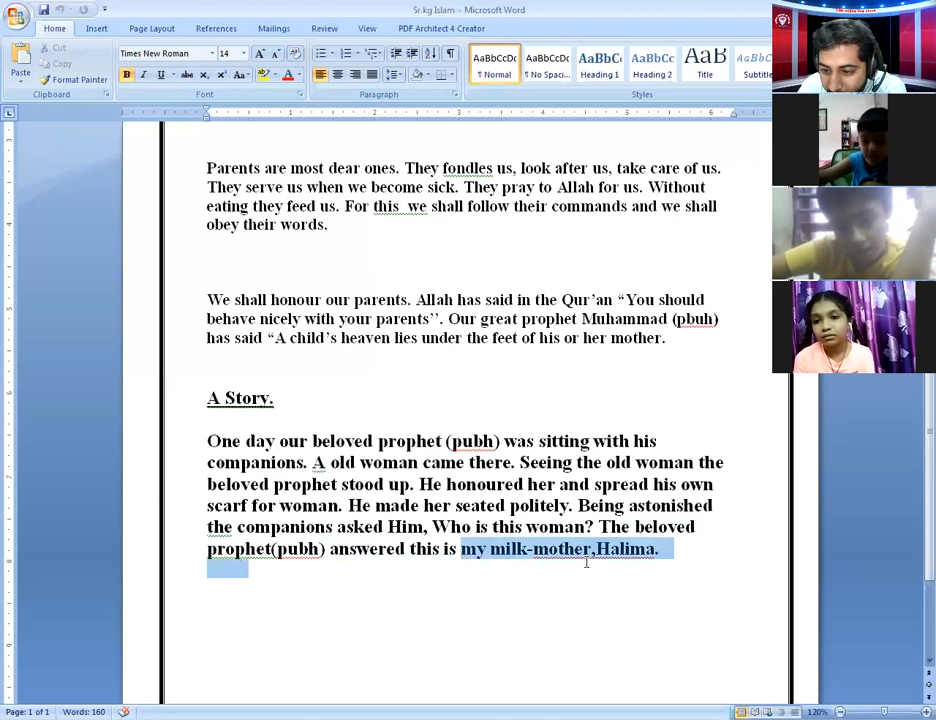 Sr.kg Islam - Microsoft Word
Home Insert Page Layout References Mailings Review View PDF Architect 4 Creator
Paste
Cut
Copy
Format Painter
Times New Roman 14
Clipboard Font Paragraph Styles
AaBbCcDd AaBbCcDd AaBbCc AaBbCc AaB AaBbCc
¶ Normal ¶ No Spaci... Heading 1 Heading 2 Title Subtitle
Parents are most dear ones. They fondles us, look after us, take care of us.
They serve us when we become sick. They pray to Allah for us. Without
eating they feed us. For this we shall follow their commands and we shall
obey their words.
We shall honour our parents. Allah has said in the Qur’an “You should
behave nicely with your parents’’. Our great prophet Muhammad (pbuh)
has said “A child’s heaven lies under the feet of his or her mother.
A Story.
One day our beloved prophet (pubh) was sitting with his
companions. A old woman came there. Seeing the old woman the
beloved prophet stood up. He honoured her and spread his own
scarf for woman. He made her seated politely. Being astonished
the companions asked Him, Who is this woman? The beloved
prophet(pubh) answered this is my milk-mother,Halima.
Page: 1 of 1 Words: 160 120%